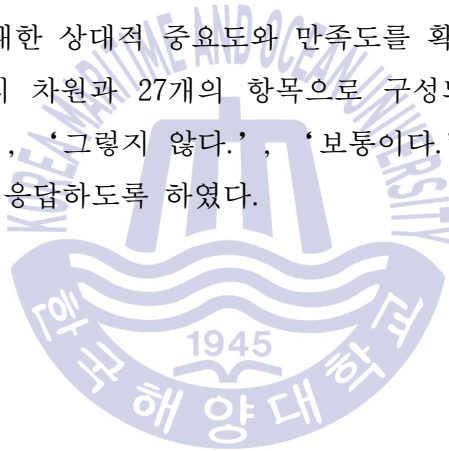 대한 상대적 중요도와 만족도를 확
차원과 27개의 항목으로 구성되
, ‘그렇지 않다.’, ‘보통이다.’
응답하도록 하였다.
KOREA MARITIME AND OCEAN UNIVERSITY
1945
한국해양대학교